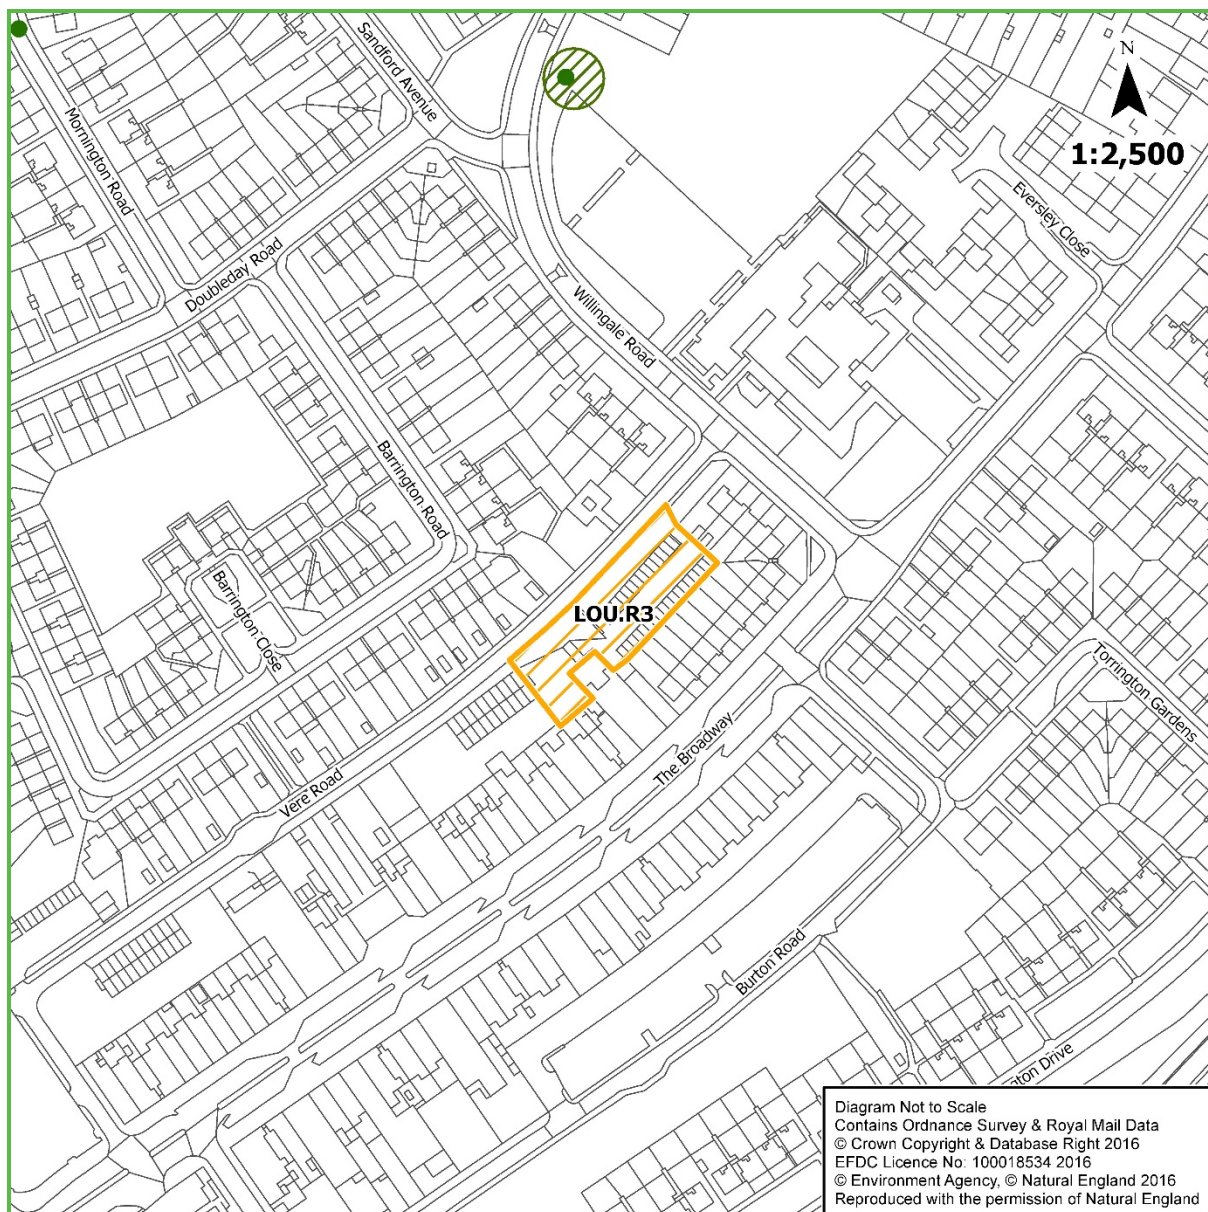 Sandford Avenue
N
1:2,500
Mornington Road
Eversley Close
Doubleday Road
Willingale Road
Barrington Road
Barrington Close
LOU.R3
Torrington Gardens
The Broadway
Vere Road
Burton Road
Drive
Diagram Not to Scale
Contains Ordnance Survey & Royal Mail Data
© Crown Copyright & Database Right 2016
EFDC Licence No: 100018534 2016
© Environment Agency, © Natural England 2016
Reproduced with the permission of Natural England